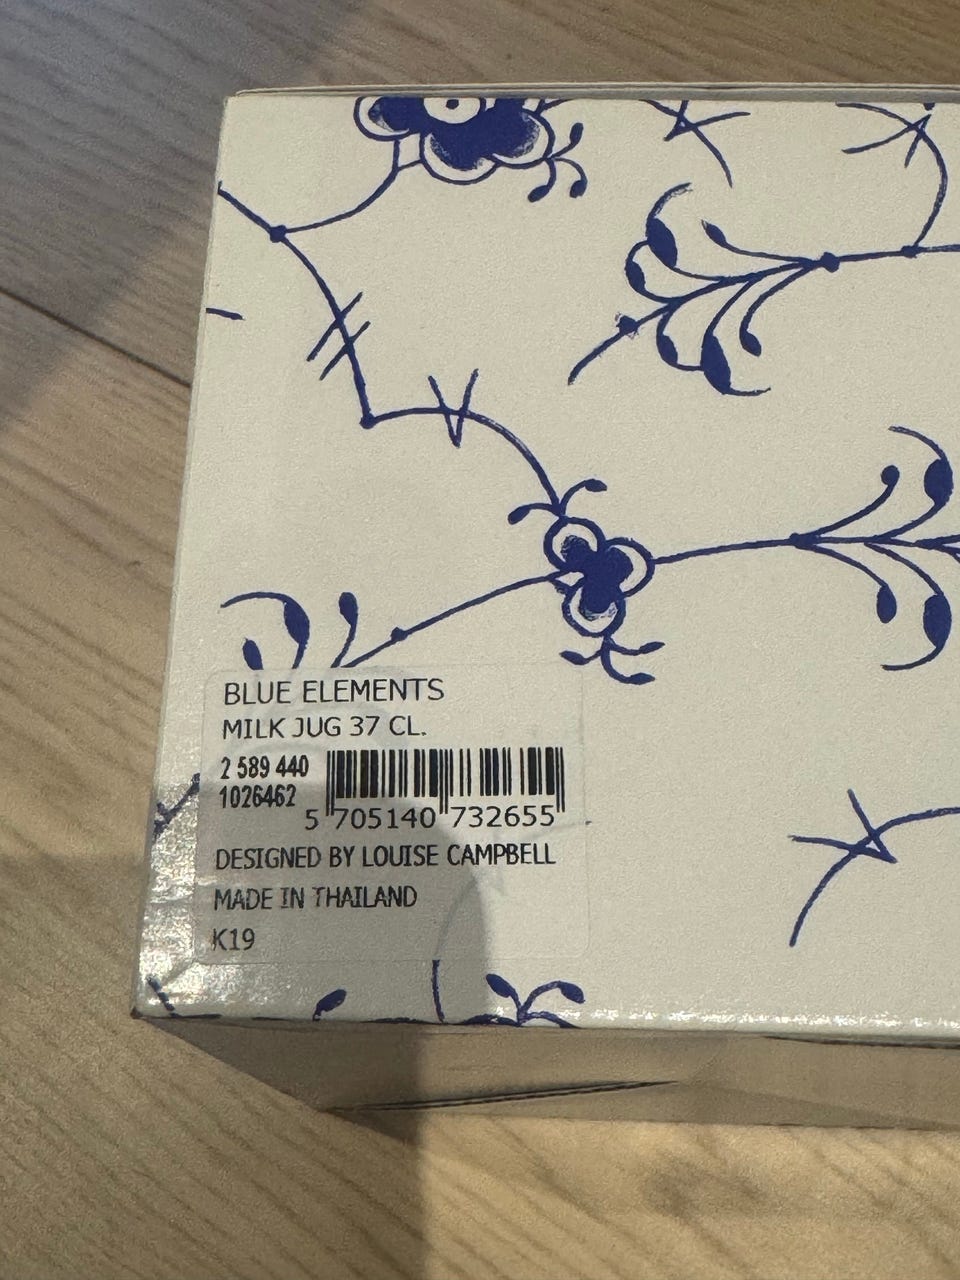 BLUE ELEMENTS
MILK JUG 37 CL.
2 589 440
1026462
5 705140 732655
DESIGNED BY LOUISE CAMPBELL
MADE IN THAILAND
K19